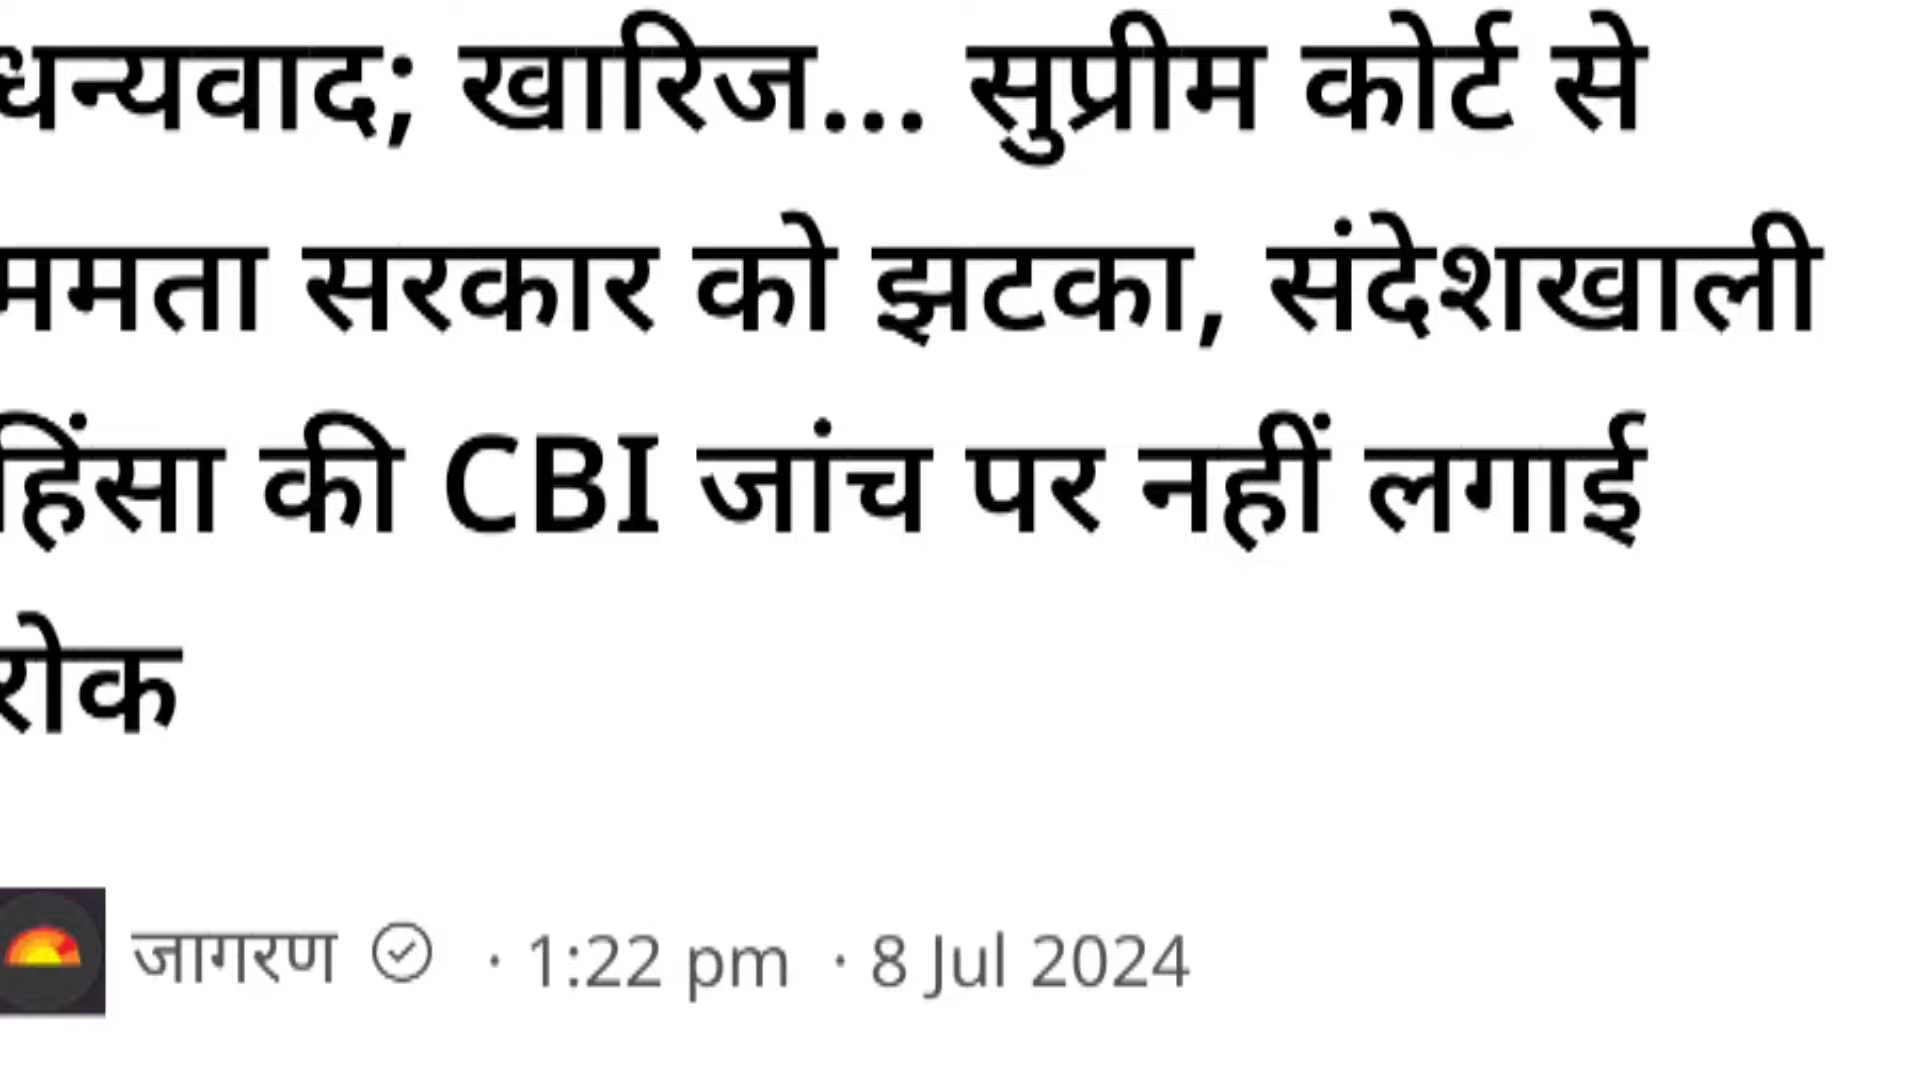 धन्यवाद; खारिज... सुप्रीम कोर्ट से
ममता सरकार को झटका, संदेशखाली
हिंसा की CBI जांच पर नहीं लगाई
रोक
जागरण · 1:22 pm · 8 Jul 2024